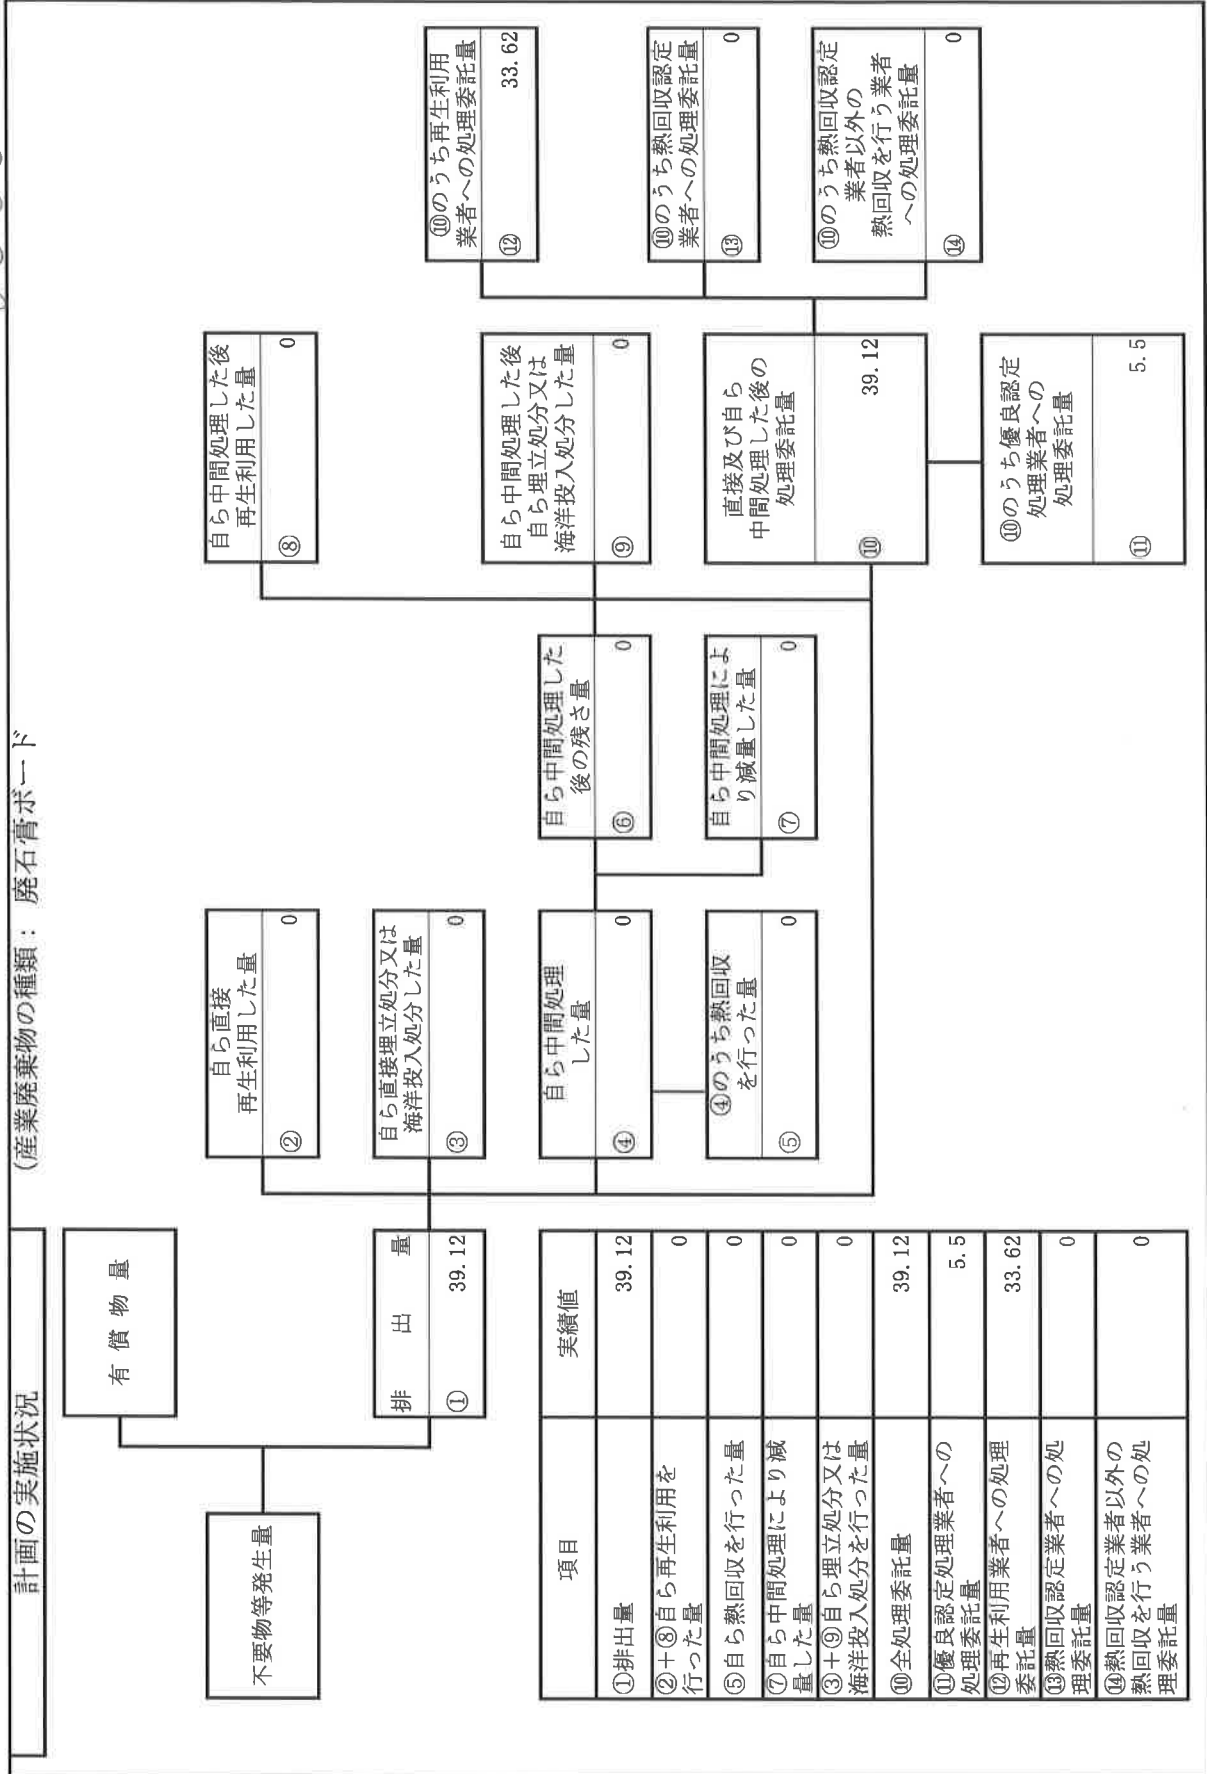 計画の実施状況
(産業廃棄物の種類： 廃石膏ボード
不要物等発生量
有償物量
排出量
① 39.12
自ら直接
再生利用した量
② 0
自ら直接埋立処分又は
海洋投入処分した量
③ 0
自ら中間処理
した量
④ 0
④のうち熱回収
を行った量
⑤ 0
自ら中間処理した
後の残さ量
⑥ 0
自ら中間処理によ
り減量した量
⑦ 0
自ら中間処理した後
再生利用した量
⑧ 0
自ら中間処理した後
自ら埋立処分又は
海洋投入処分した量
⑨ 0
直接及び自ら
中間処理した後の
処理委託量
⑩ 39.12
⑩のうち優良認定
処理業者への
処理委託量
⑪ 5.5
⑩のうち再生利用
業者への処理委託量
⑫ 33.62
⑩のうち熱回収認定
業者への処理委託量
⑬ 0
⑩のうち熱回収認定
業者以外の
熱回収を行う業者
への処理委託量
⑭ 0
項目 実績値
①排出量 39.12
②+⑧自ら再生利用を
行った量 0
⑤自ら熱回収を行った量 0
⑦自ら中間処理により減
量した量 0
③+⑨自ら埋立処分又は
海洋投入処分を行った量 0
⑩全処理委託量 39.12
⑪優良認定処理業者への
処理委託量 5.5
⑫再生利用業者への処理
委託量 33.62
⑬熱回収認定業者への処
理委託量 0
⑭熱回収認定業者以外の
熱回収を行う業者への処
理委託量 0